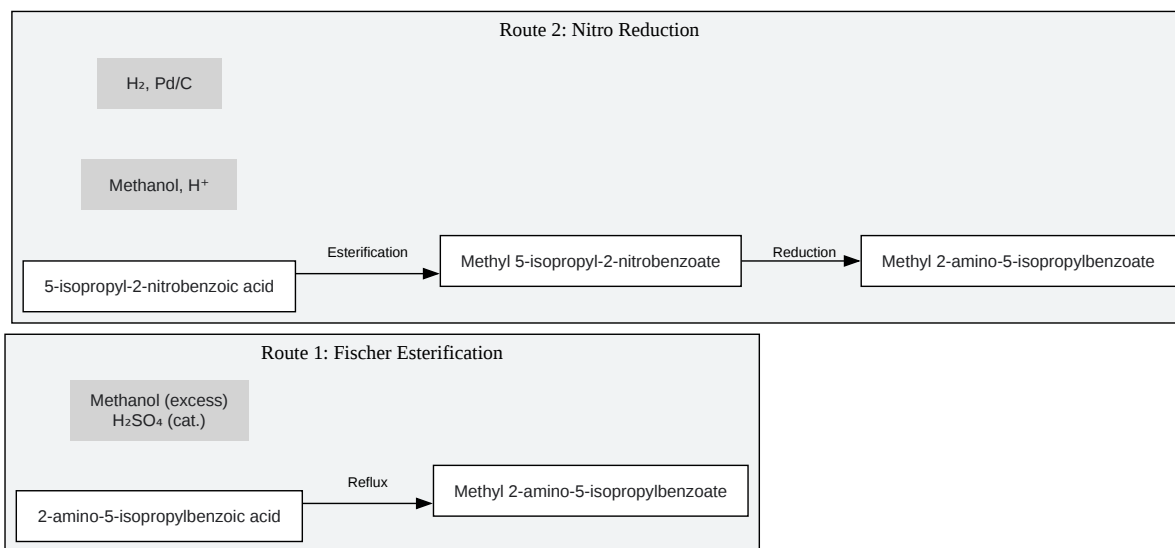 Route 2: Nitro Reduction
H₂, Pd/C
Methanol, H⁺
Esterification
Reduction
5-isopropyl-2-nitrobenzoic acid
Methyl 5-isopropyl-2-nitrobenzoate
Methyl 2-amino-5-isopropylbenzoate
Route 1: Fischer Esterification
Methanol (excess)
H₂SO₄ (cat.)
Reflux
2-amino-5-isopropylbenzoic acid
Methyl 2-amino-5-isopropylbenzoate